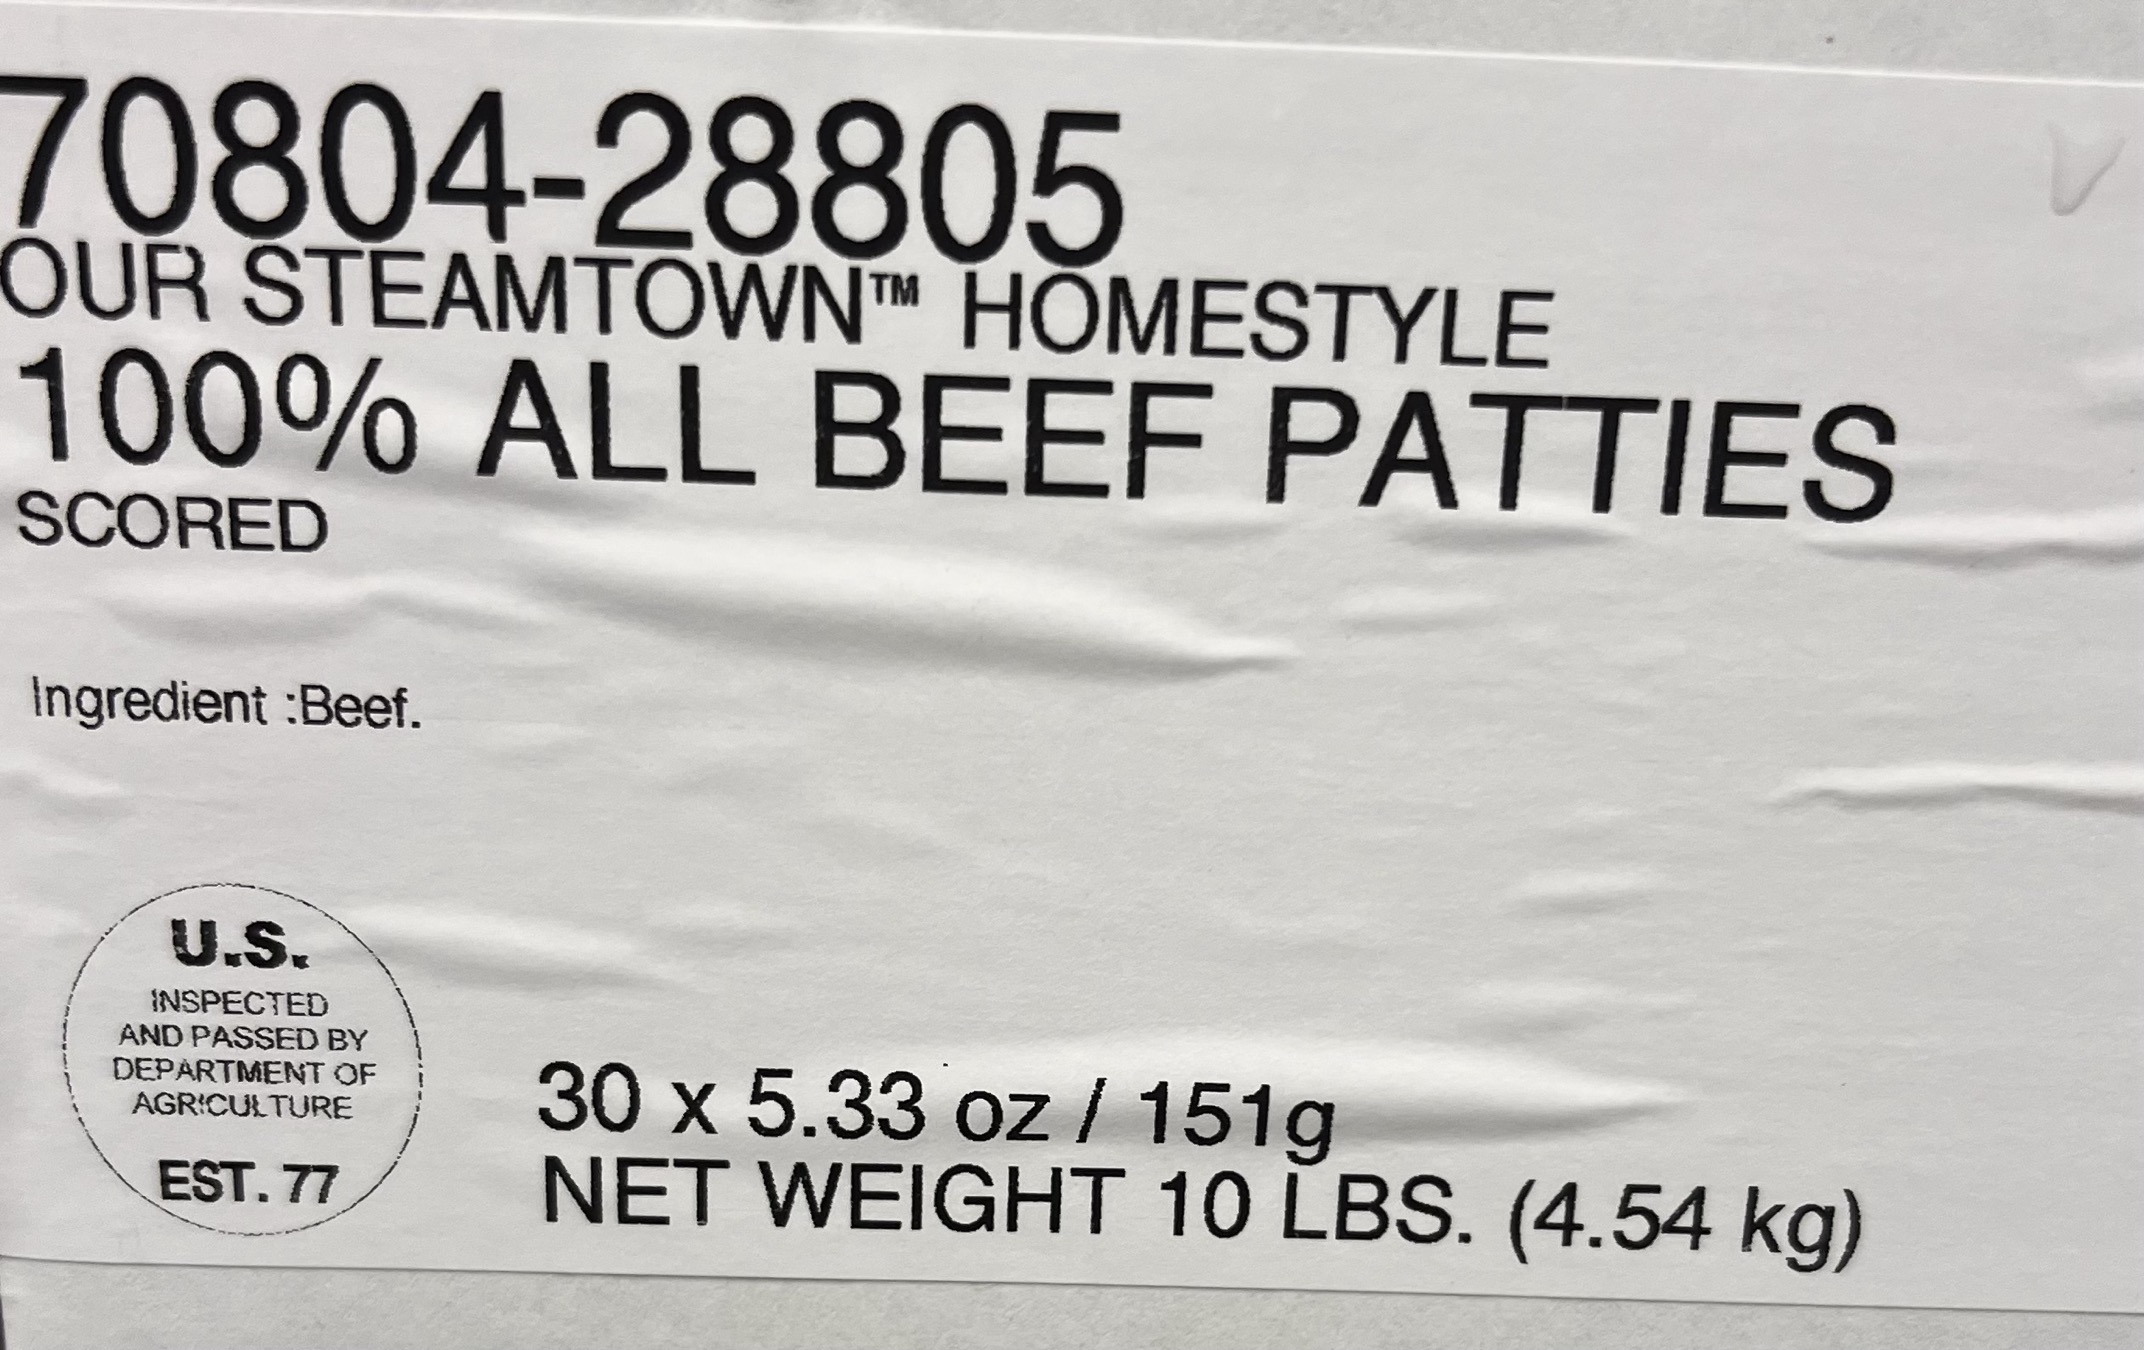 70804-28805
OUR STEAMTOWN™ HOMESTYLE
100% ALL BEEF PATTIES
SCORED
Ingredient :Beef.
U.S.
INSPECTED
AND PASSED BY
DEPARTMENT OF
AGRICULTURE
EST. 77
30 x 5.33 oz / 151g
NET WEIGHT 10 LBS. (4.54 kg)